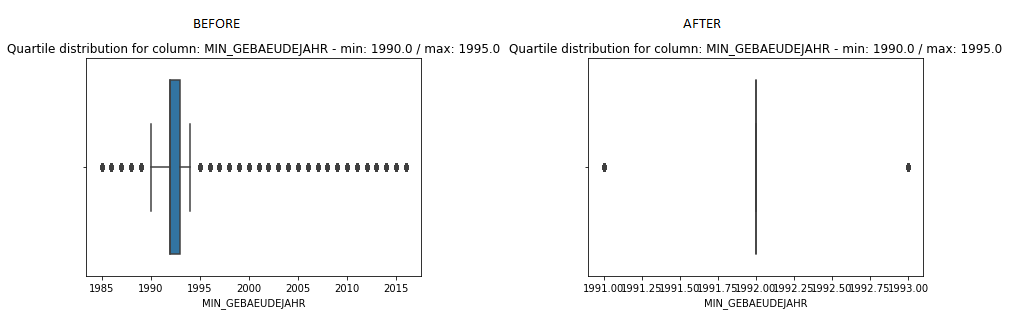 BEFORE
Quartile distribution for column: MIN_GEBAEUDEJAHR - min: 1990.0 / max: 1995.0
1985 1990 1995 2000 2005 2010 2015
MIN_GEBAEUDEJAHR
AFTER
Quartile distribution for column: MIN_GEBAEUDEJAHR - min: 1990.0 / max: 1995.0
1991.00 1991.25 1991.50 1991.75 1992.00 1992.25 1992.50 1992.75 1993.00
MIN_GEBAEUDEJAHR